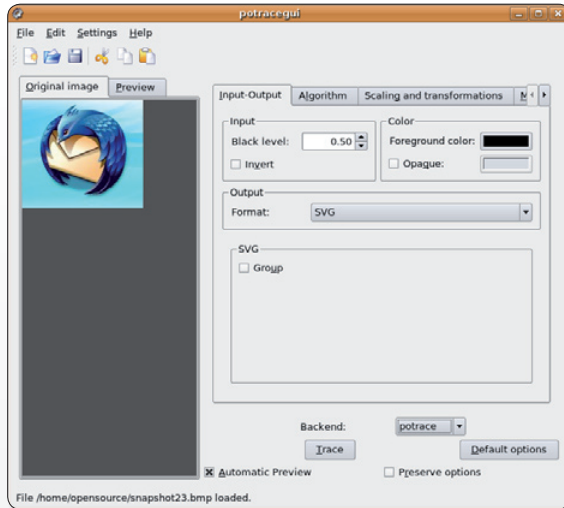 potracegui
File Edit Settings Help
Original image Preview
Input-Output Algorithm Scaling and transformations M
Input
Black level: 0.50
Invert
Color
Foreground color:
Opaque:
Output
Format: SVG
SVG
Group
Backend: potrace
Trace Default options
Automatic Preview Preserve options
File /home/opensource/snapshot23.bmp loaded.